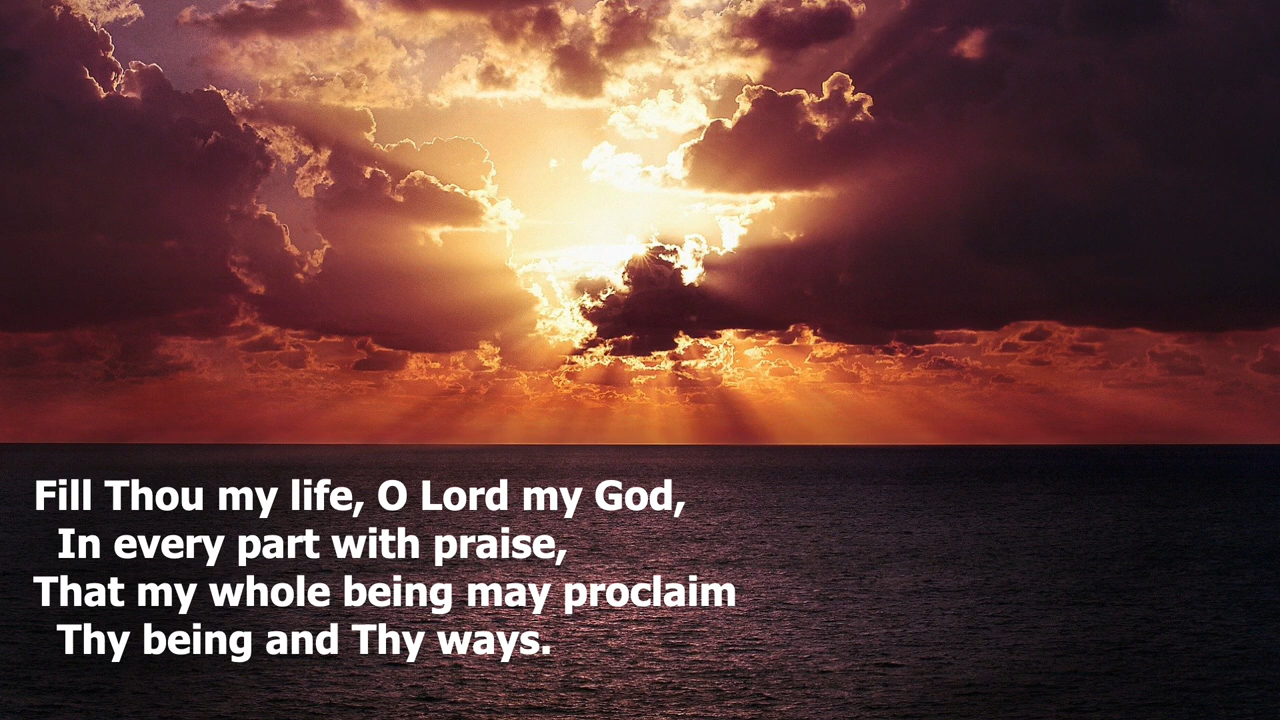 Fill Thou my life, O Lord my God,
In every part with praise,
That my whole being may proclaim
Thy being and Thy ways.